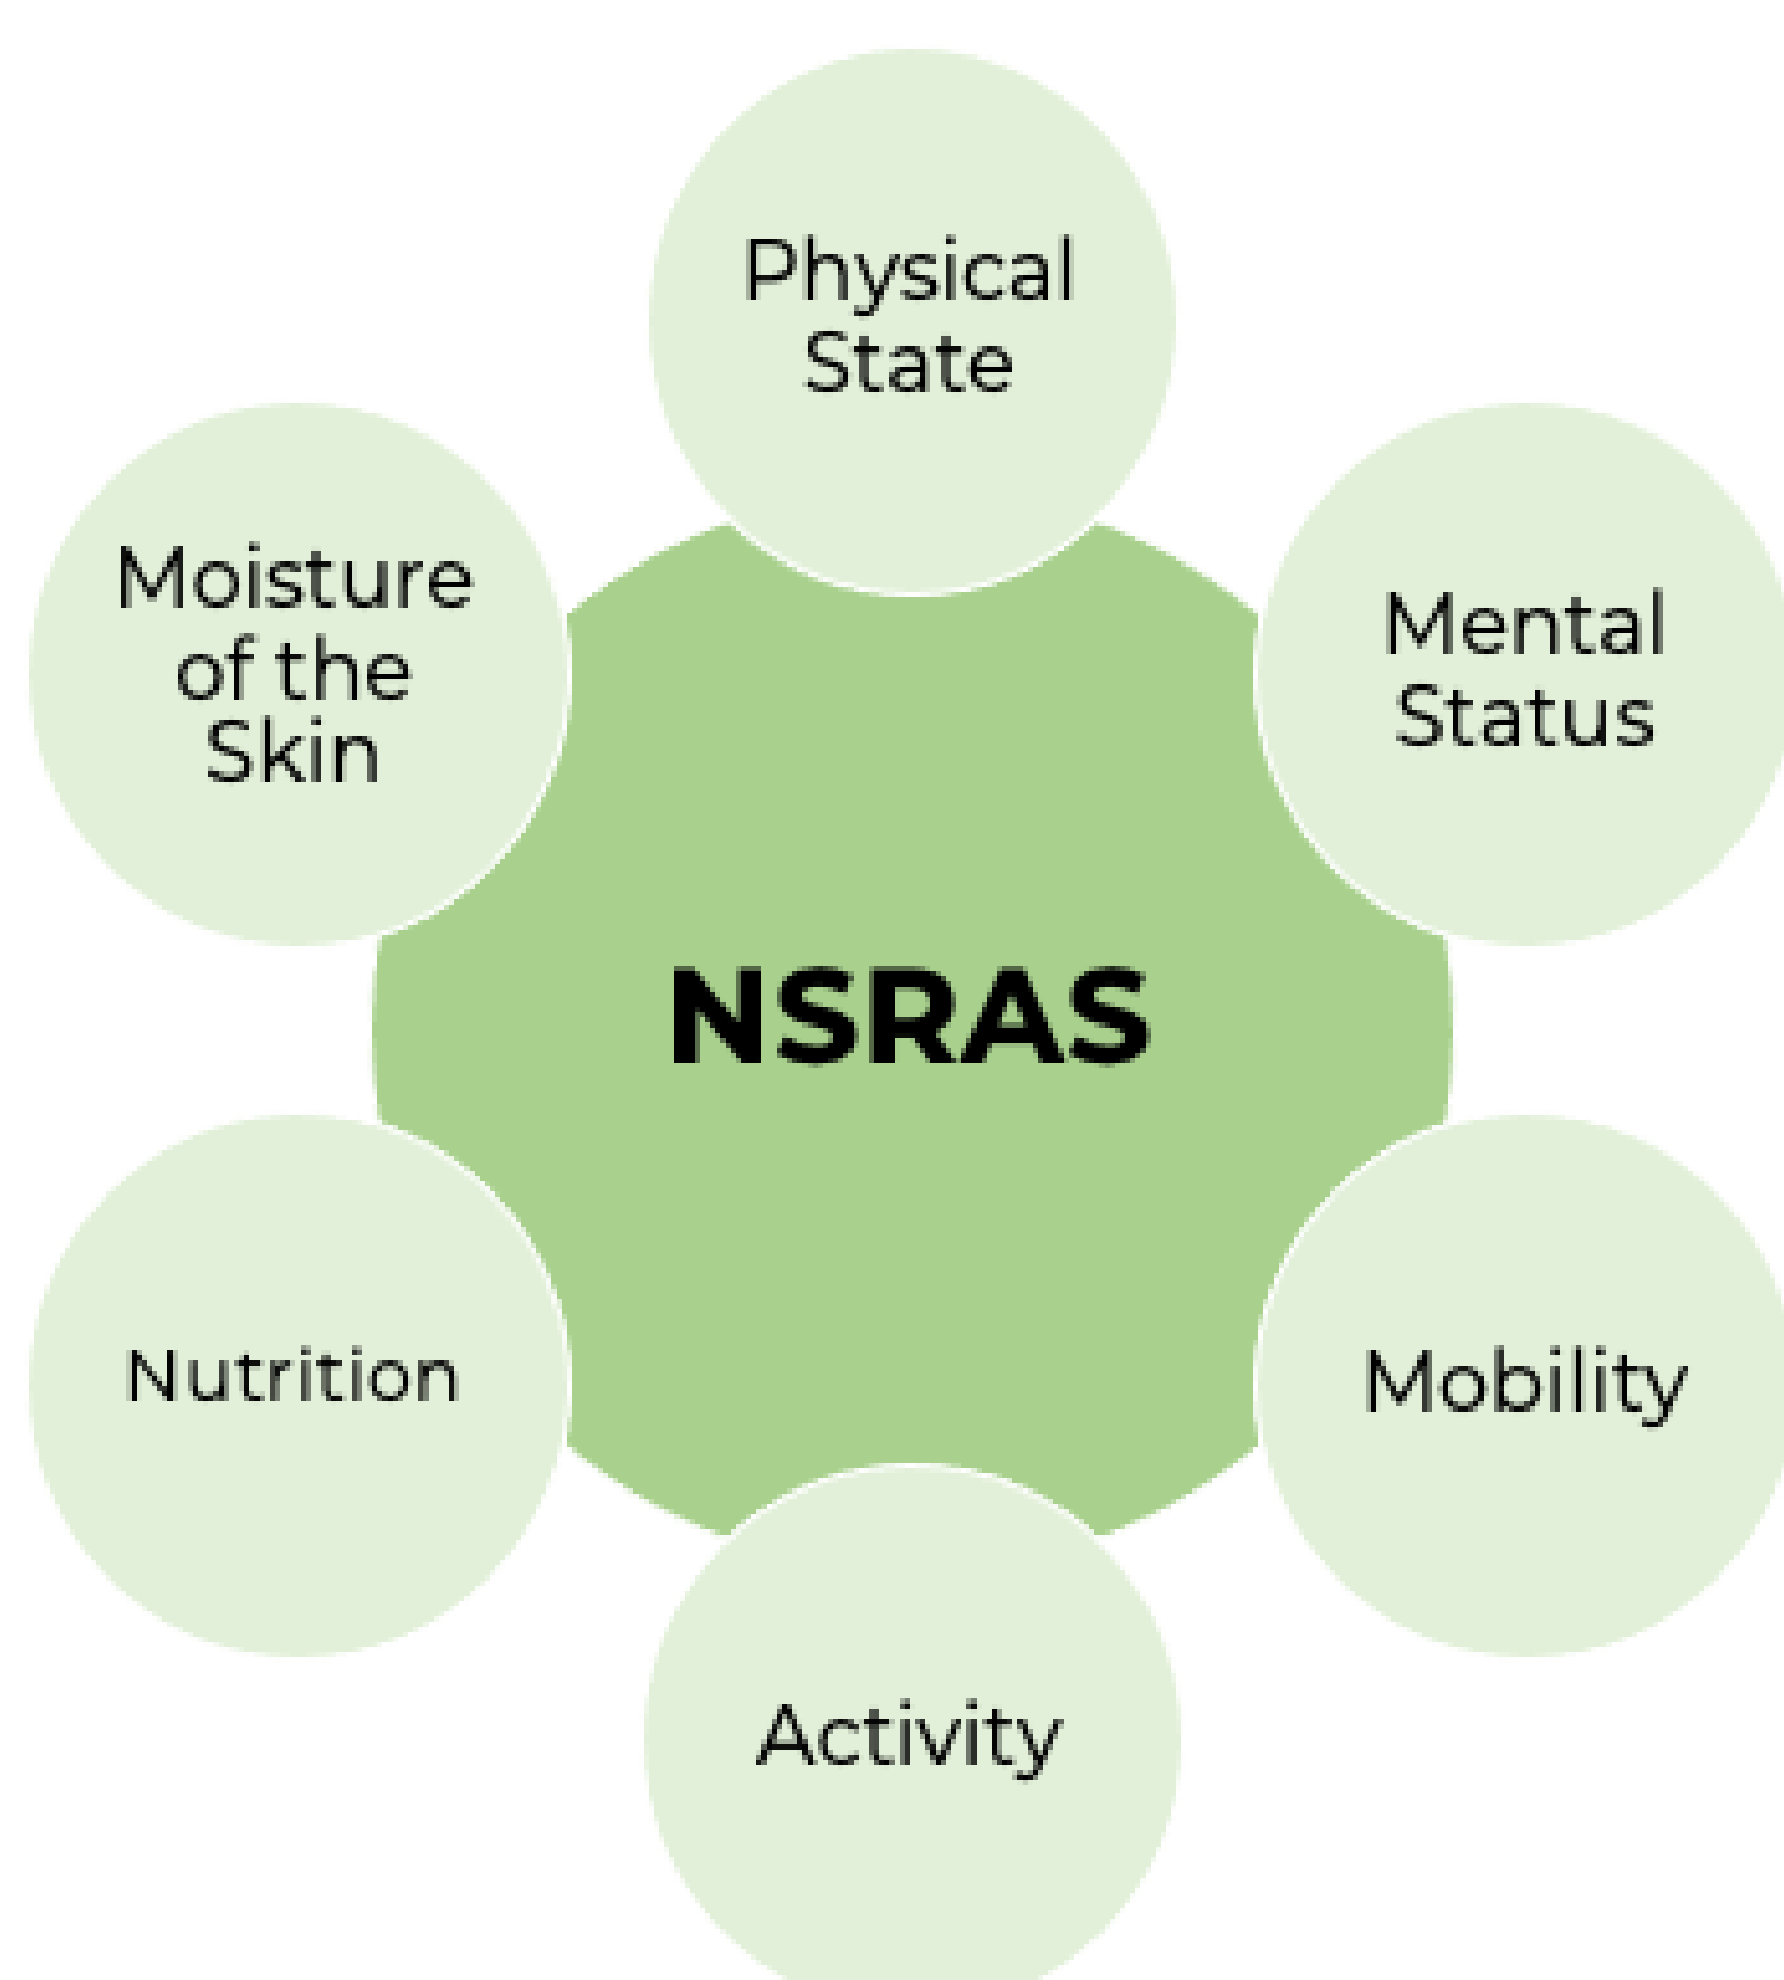 Physical
State
Mental
Status
Mobility
Activity
Nutrition
Moisture
of the
Skin
NSRAS